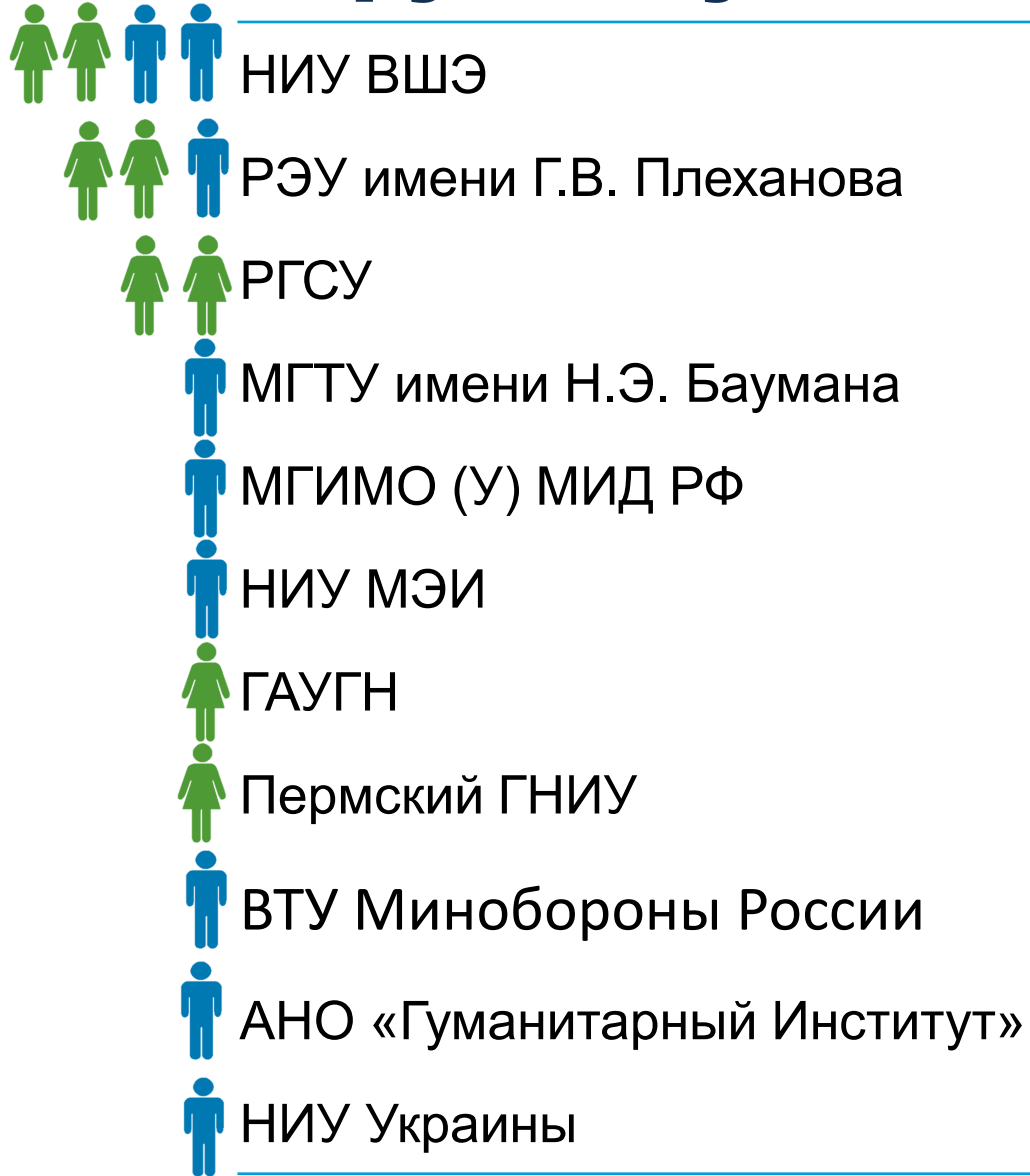 НИУ ВШЭ
РЭУ имени Г.В. Плеханова
РГСУ
МГТУ имени Н.Э. Баумана
МГИМО (У) МИД РФ
НИУ МЭИ
ГАУГН
Пермский ГНИУ
ВТУ Минобороны России
АНО «Гуманитарный Институт»
НИУ Украины